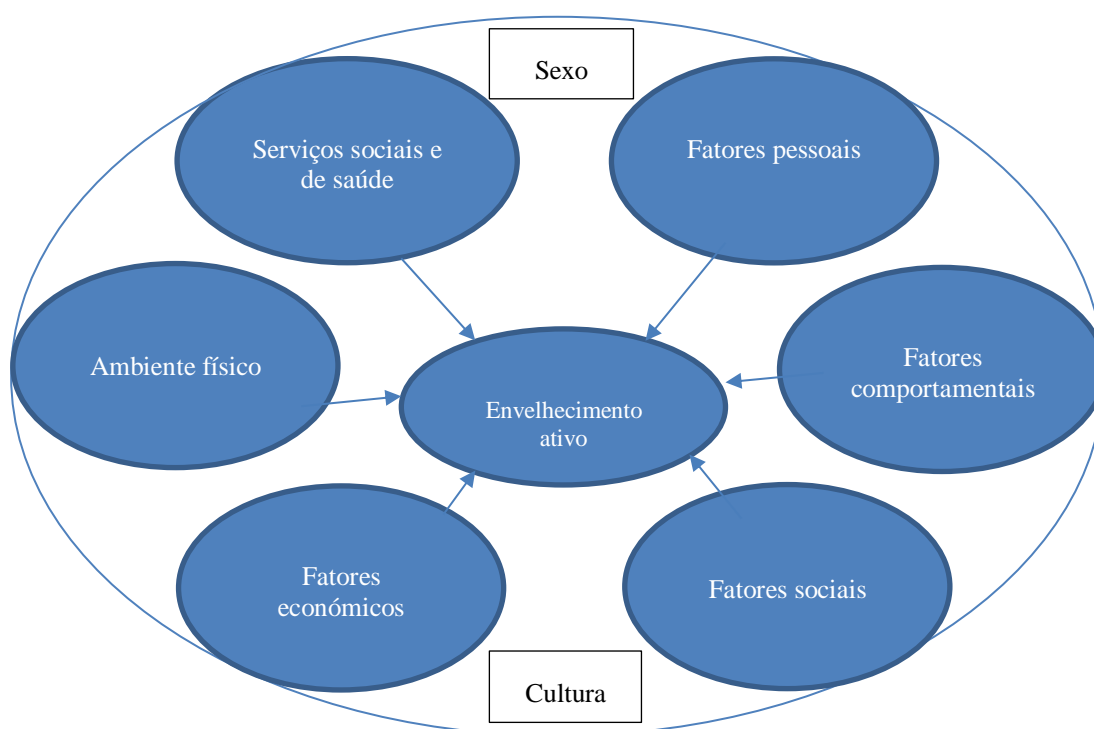 Sexo
Serviços sociais e
de saúde
Fatores pessoais
Ambiente físico
Fatores
comportamentais
Envelhecimento
ativo
Fatores
económicos
Fatores sociais
Cultura